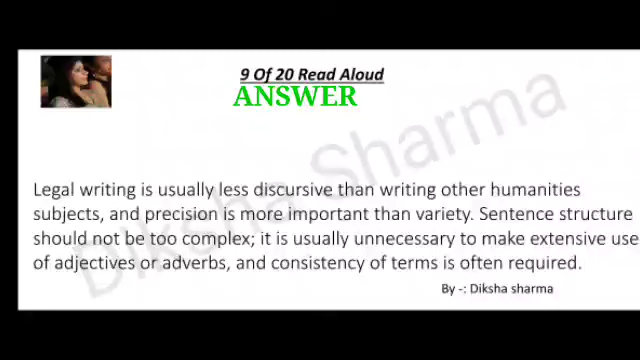 9 Of 20 Read Aloud
ANSWER
Legal writing is usually less discursive than writing other humanities
subjects, and precision is more important than variety. Sentence structure
should not be too complex; it is usually unnecessary to make extensive use
of adjectives or adverbs, and consistency of terms is often required.
By -: Diksha sharma
Diksha Sharma